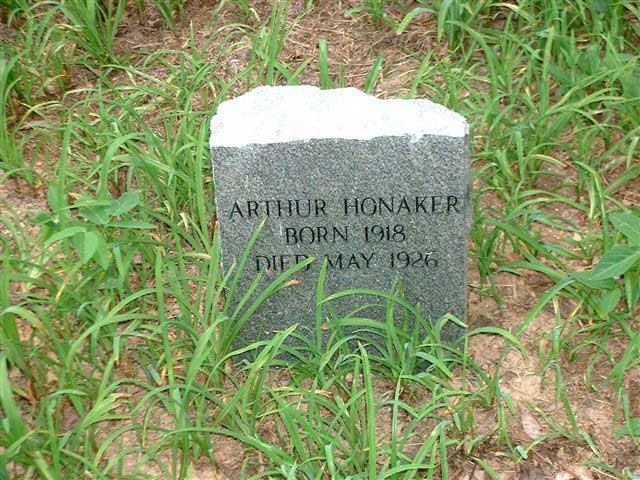 ARTHUR HONAKER
BORN 1918
DIED MAY 1926